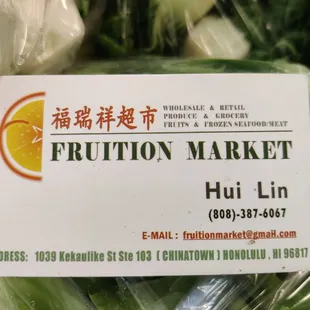 福瑞祥超市
WHOLESALE & RETAIL
PRODUCE & GROCERY
FRUITS & FROZEN SEAFOOD/MEAT
FRUITION MARKET
Hui Lin
(808)-387-6067
E-MAIL : fruitionmarket@gmail.com
DRESS: 1039 Kekaulike St Ste 103 ( CHINATOWN ) HONOLULU , HI 96817